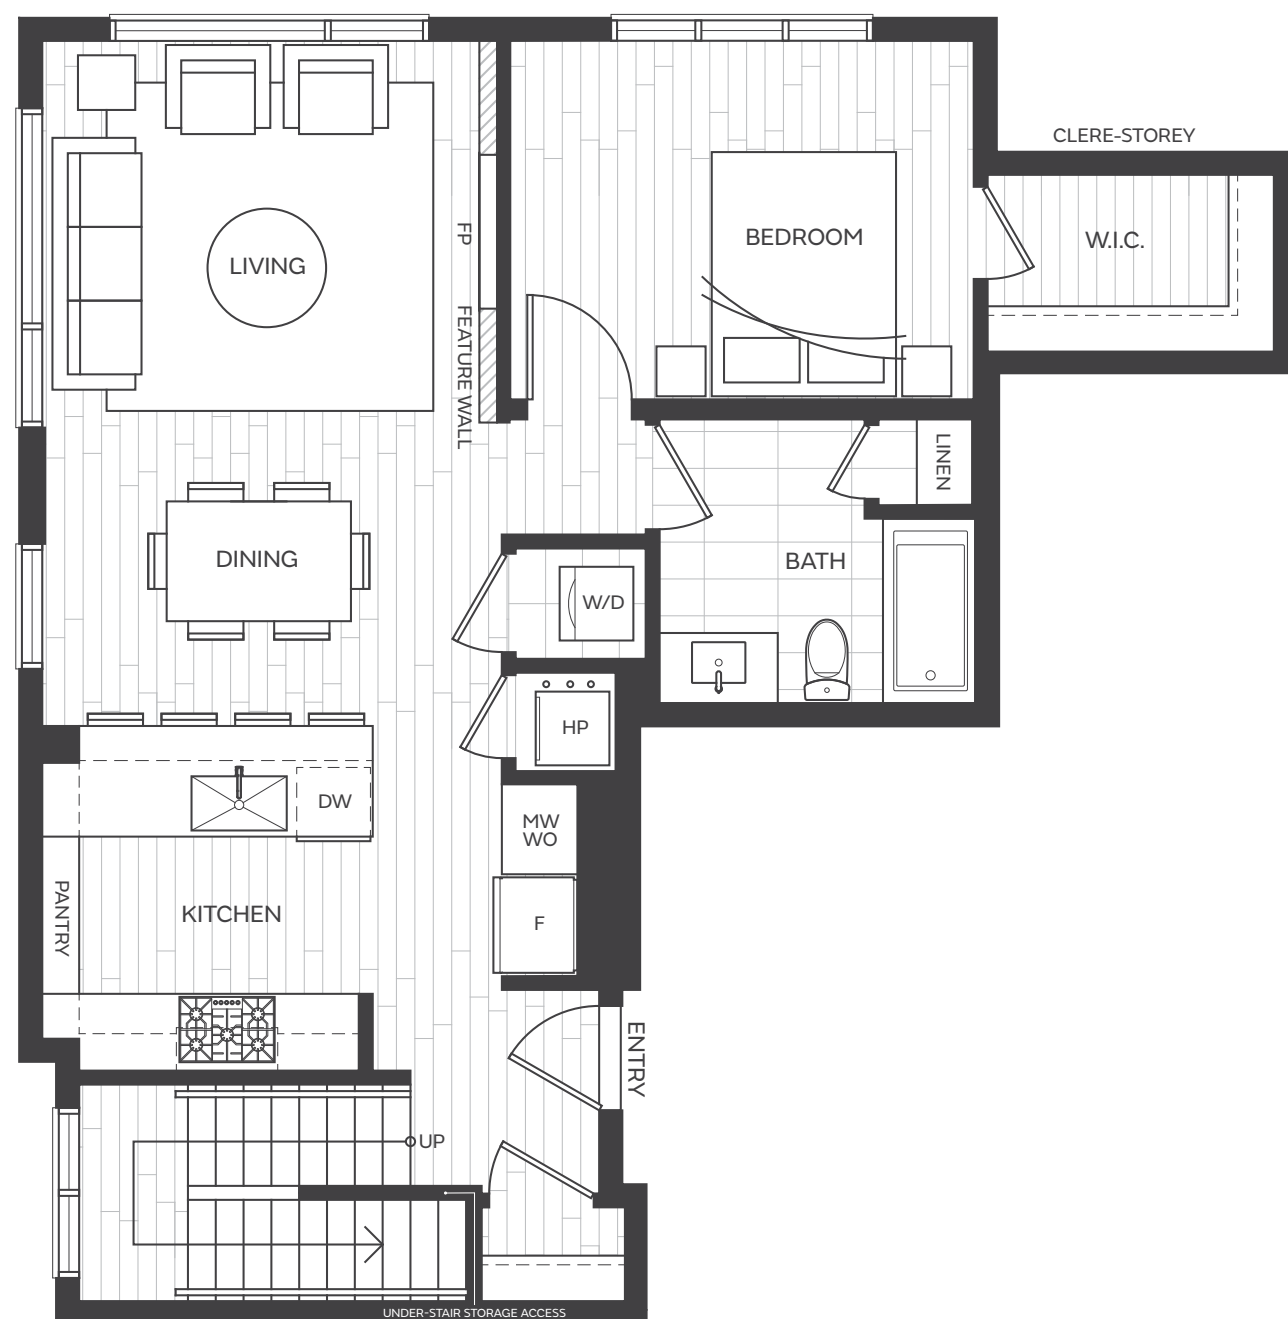 CLERE-STOREY
BEDROOM
W.I.C.
FP
LIVING
FEATURE WALL
LINEN
DINING
BATH
W/D
HP
DW
MW
WO
PANTRY
KITCHEN
F
ENTRY
UP
UNDER-STAIR STORAGE ACCESS